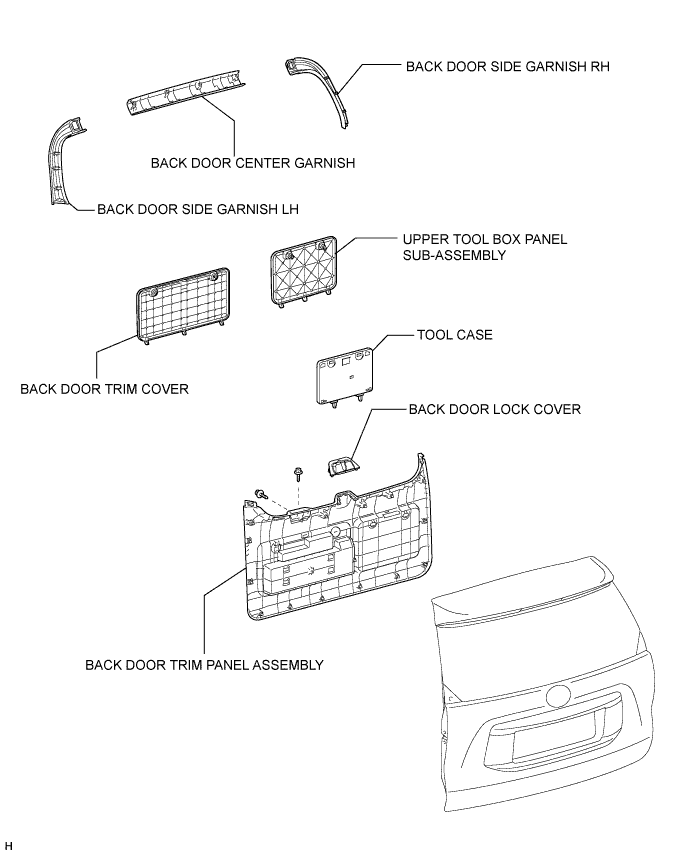 BACK DOOR SIDE GARNISH RH
BACK DOOR CENTER GARNISH
BACK DOOR SIDE GARNISH LH
UPPER TOOL BOX PANEL
SUB-ASSEMBLY
TOOL CASE
BACK DOOR TRIM COVER
BACK DOOR LOCK COVER
BACK DOOR TRIM PANEL ASSEMBLY
H